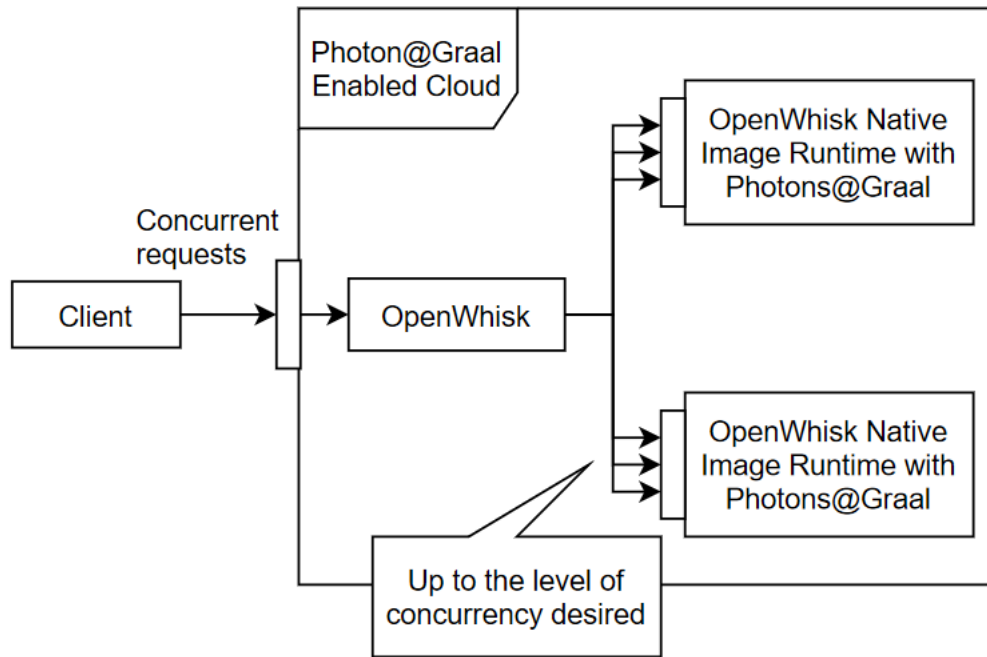 Photon@Graal
Enabled Cloud
OpenWhisk Native
Image Runtime with
Photons@Graal
Concurrent
requests
Client
OpenWhisk
OpenWhisk Native
Image Runtime with
Photons@Graal
Up to the level of
concurrency desired